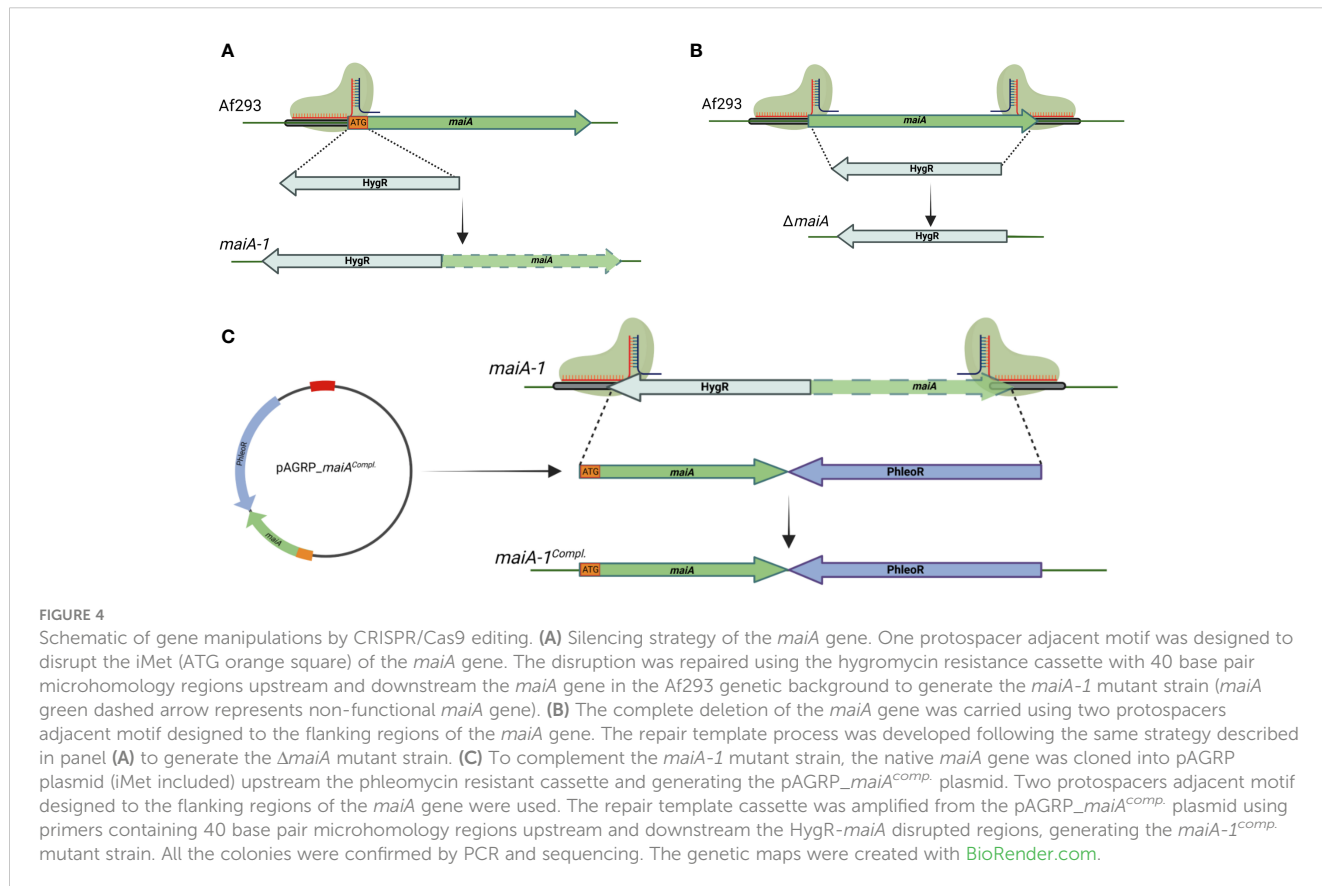 A
Af293
ATG
maiA
HygR
maiA-1
HygR
maiA
B
Af293
maiA
HygR
ΔmaiA
HygR
C
PhleoR
pAGRP_maiA^Compl.
maiA
maiA-1
HygR
maiA
ATG
maiA
PhleoR
maiA-1^Compl.
ATG
maiA
PhleoR
FIGURE 4
Schematic of gene manipulations by CRISPR/Cas9 editing. (A) Silencing strategy of the maiA gene. One protospacer adjacent motif was designed to
disrupt the iMet (ATG orange square) of the maiA gene. The disruption was repaired using the hygromycin resistance cassette with 40 base pair
microhomology regions upstream and downstream the maiA gene in the Af293 genetic background to generate the maiA-1 mutant strain (maiA
green dashed arrow represents non-functional maiA gene). (B) The complete deletion of the maiA gene was carried using two protospacers
adjacent motif designed to the flanking regions of the maiA gene. The repair template process was developed following the same strategy described
in panel (A) to generate the ΔmaiA mutant strain. (C) To complement the maiA-1 mutant strain, the native maiA gene was cloned into pAGRP
plasmid (iMet included) upstream the phleomycin resistant cassette and generating the pAGRP_maiA^comp. plasmid. Two protospacers adjacent motif
designed to the flanking regions of the maiA gene were used. The repair template cassette was amplified from the pAGRP_maiA^comp. plasmid using
primers containing 40 base pair microhomology regions upstream and downstream the HygR-maiA disrupted regions, generating the maiA-1^comp.
mutant strain. All the colonies were confirmed by PCR and sequencing. The genetic maps were created with BioRender.com.